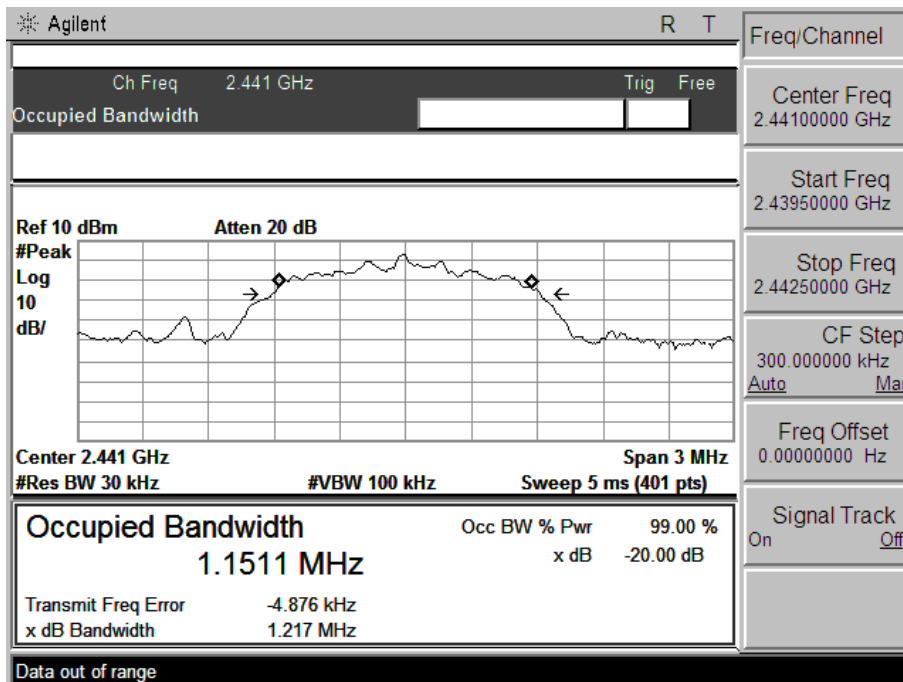 Agilent R T
Freq/Channel
Ch Freq 2.441 GHz Trig Free
Occupied Bandwidth
Center Freq
2.44100000 GHz
Start Freq
2.43950000 GHz
Stop Freq
2.44250000 GHz
CF Step
300.000000 kHz
Auto Man
Freq Offset
0.00000000 Hz
Signal Track
On Off
Ref 10 dBm Atten 20 dB
#Peak
Log
10
dB/
Center 2.441 GHz Span 3 MHz
#Res BW 30 kHz #VBW 100 kHz Sweep 5 ms (401 pts)
Occupied Bandwidth Occ BW % Pwr 99.00 %
1.1511 MHz x dB -20.00 dB
Transmit Freq Error -4.876 kHz
x dB Bandwidth 1.217 MHz
Data out of range